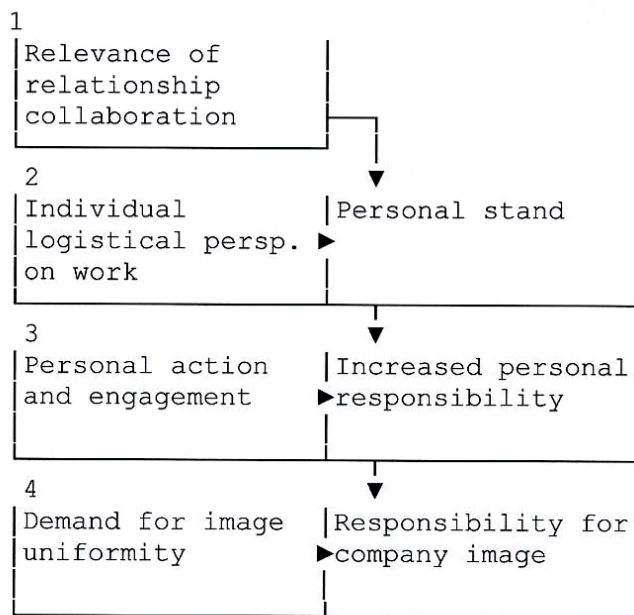 1
Relevance of
relationship
collaboration
2
Individual
logistical persp.
on work
Personal stand
3
Personal action
and engagement
Increased personal
responsibility
4
Demand for image
uniformity
Responsibility for
company image